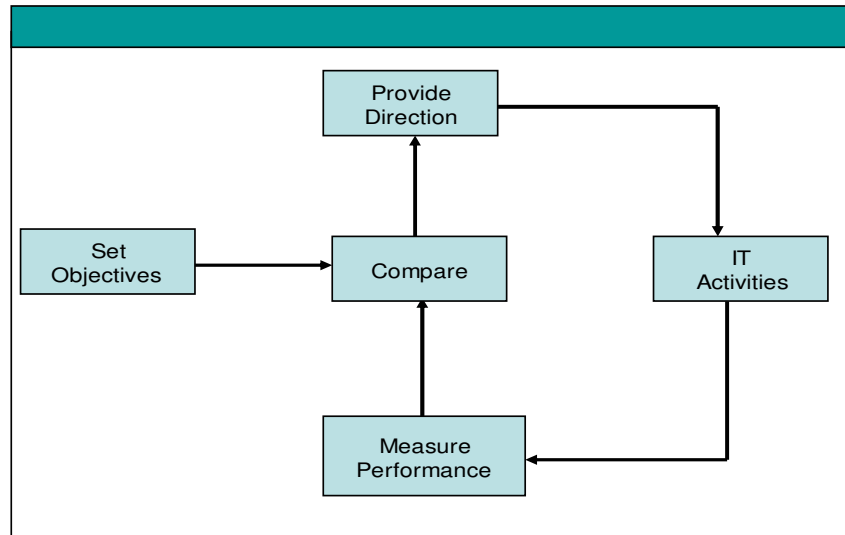 Provide
Direction
Set
Objectives
Compare
IT
Activities
Measure
Performance